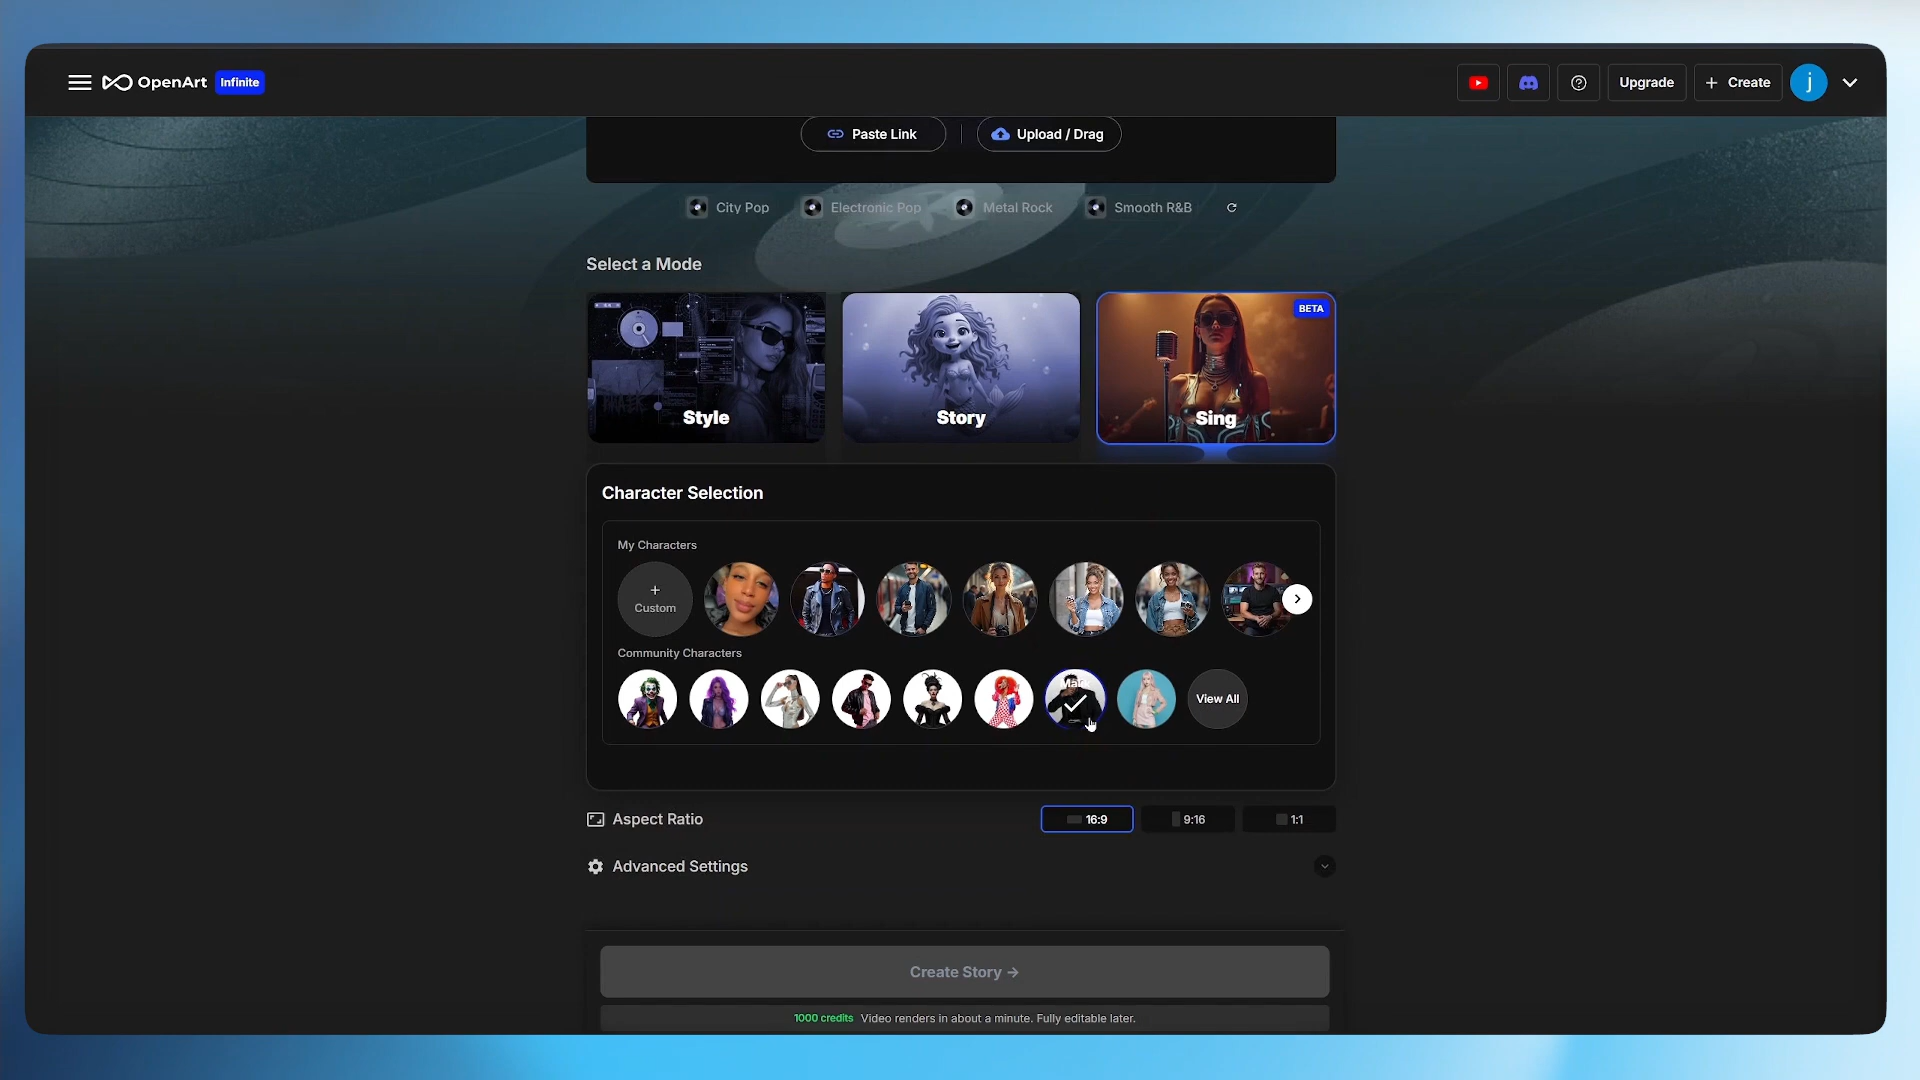 OpenArt Infinite
Upgrade
+ Create
j
Paste Link
Upload / Drag
City Pop
Electronic Pop
Metal Rock
Smooth R&B
Select a Mode
BETA
Style
Story
Sing
Character Selection
My Characters
+
Custom
Community Characters
View All
Aspect Ratio
16:9
9:16
1:1
Advanced Settings
Create Story →
1000 credits Video renders in about a minute. Fully editable later.